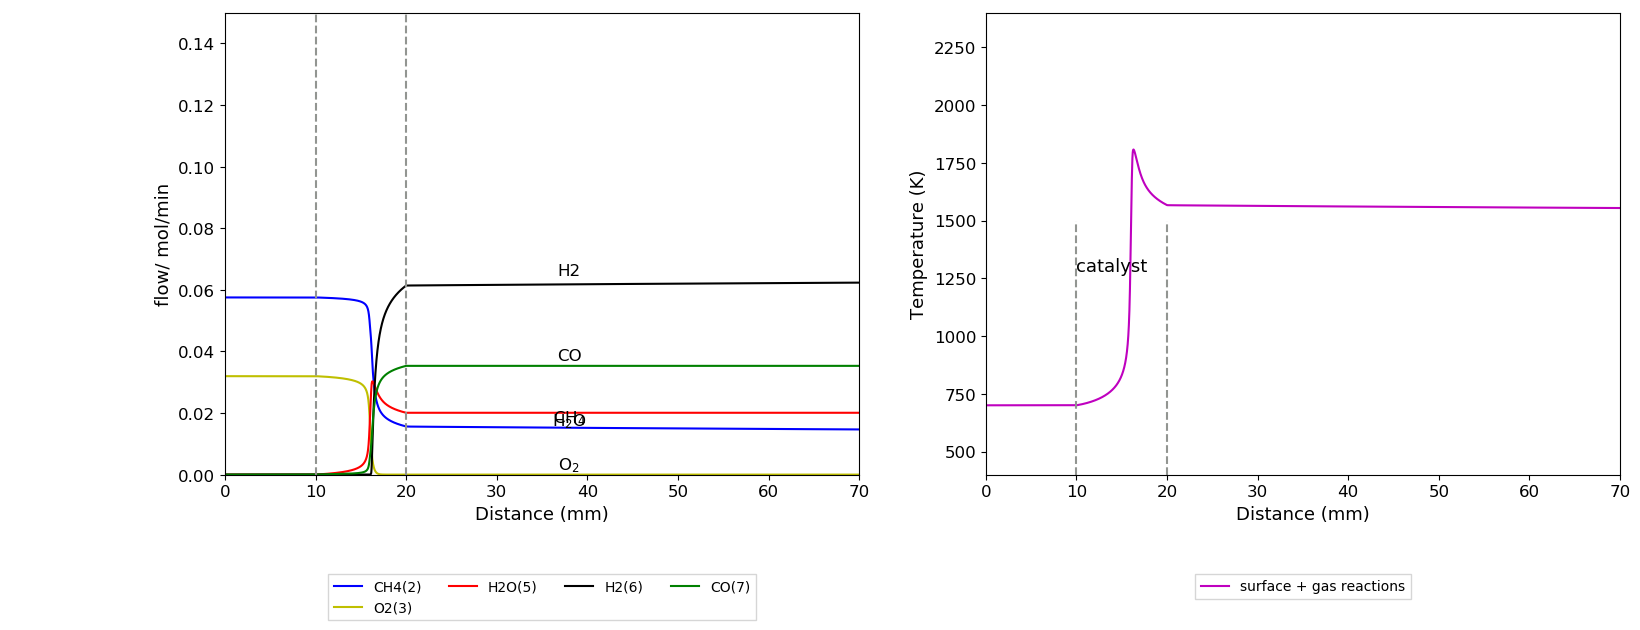 0.14
0.12
0.10
0.08
0.06
0.04
0.02
0.00
flow/ mol/min
H2
CO
CH₄
H₂O
O₂
0 10 20 30 40 50 60 70
Distance (mm)
CH4(2) H2O(5) H2(6) CO(7)
O2(3)
2250
2000
1750
1500
1250
1000
750
500
Temperature (K)
catalyst
0 10 20 30 40 50 60 70
Distance (mm)
surface + gas reactions